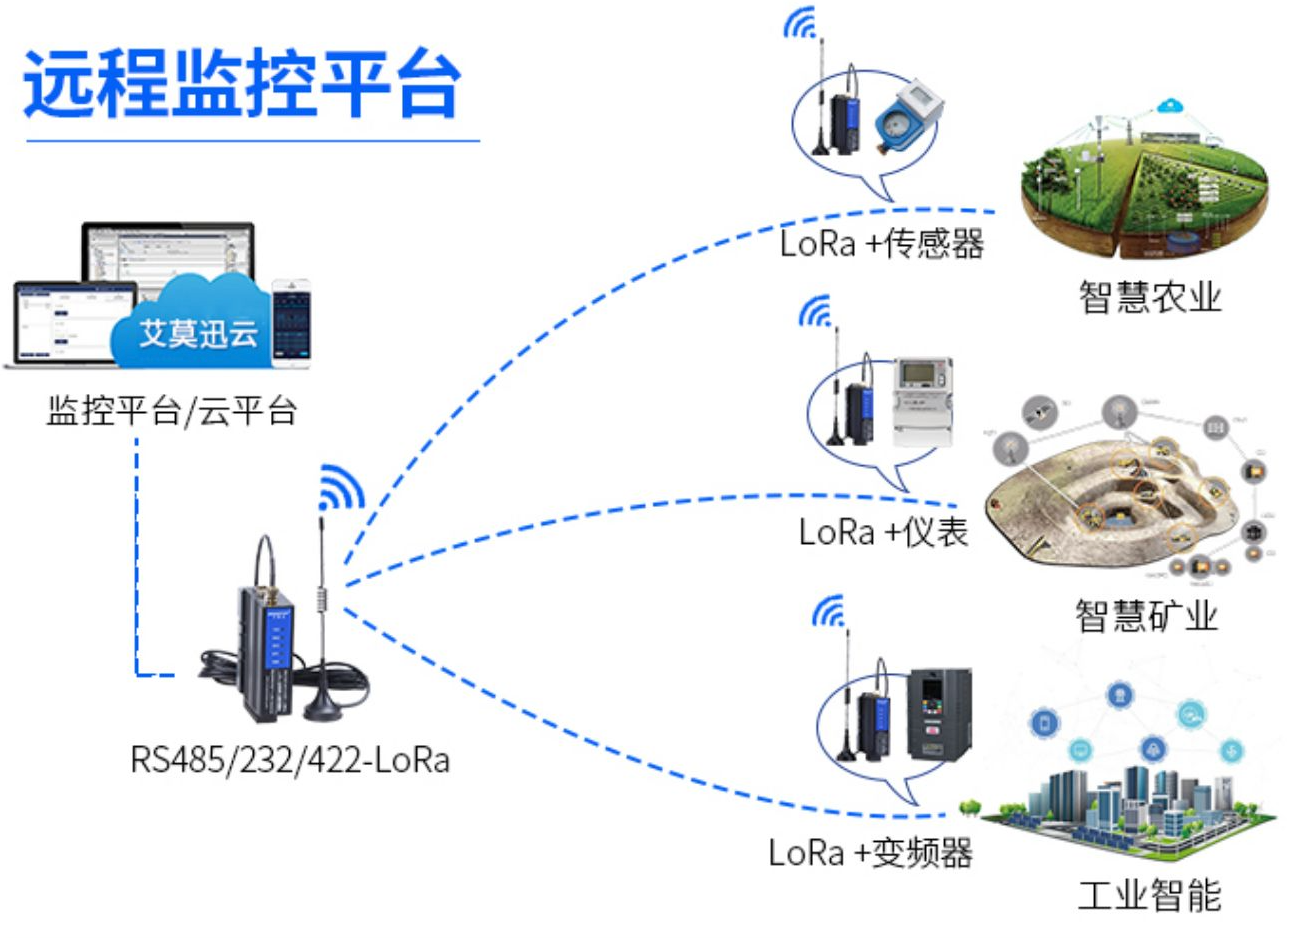 远程监控平台
艾莫迅云
监控平台/云平台
RS485/232/422-LoRa
LoRa +传感器
智慧农业
LoRa +仪表
智慧矿业
LoRa +变频器
工业智能